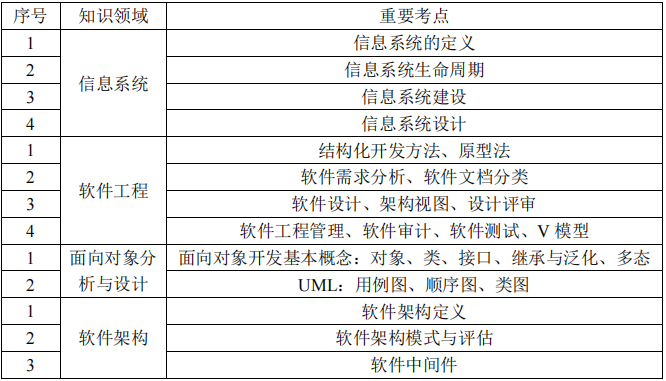 序号 知识领域 重要考点
1 信息系统的定义
2 信息系统生命周期
信息系统
3 信息系统建设
4 信息系统设计
1 结构化开发方法、原型法
2 软件需求分析、软件文档分类
软件工程
3 软件设计、架构视图、设计评审
4 软件工程管理、软件审计、软件测试、V 模型
1 面向对象分 面向对象开发基本概念：对象、类、接口、继承与泛化、多态
2 析与设计 UML：用例图、顺序图、类图
1 软件架构定义
2 软件架构 软件架构模式与评估
3 软件中间件